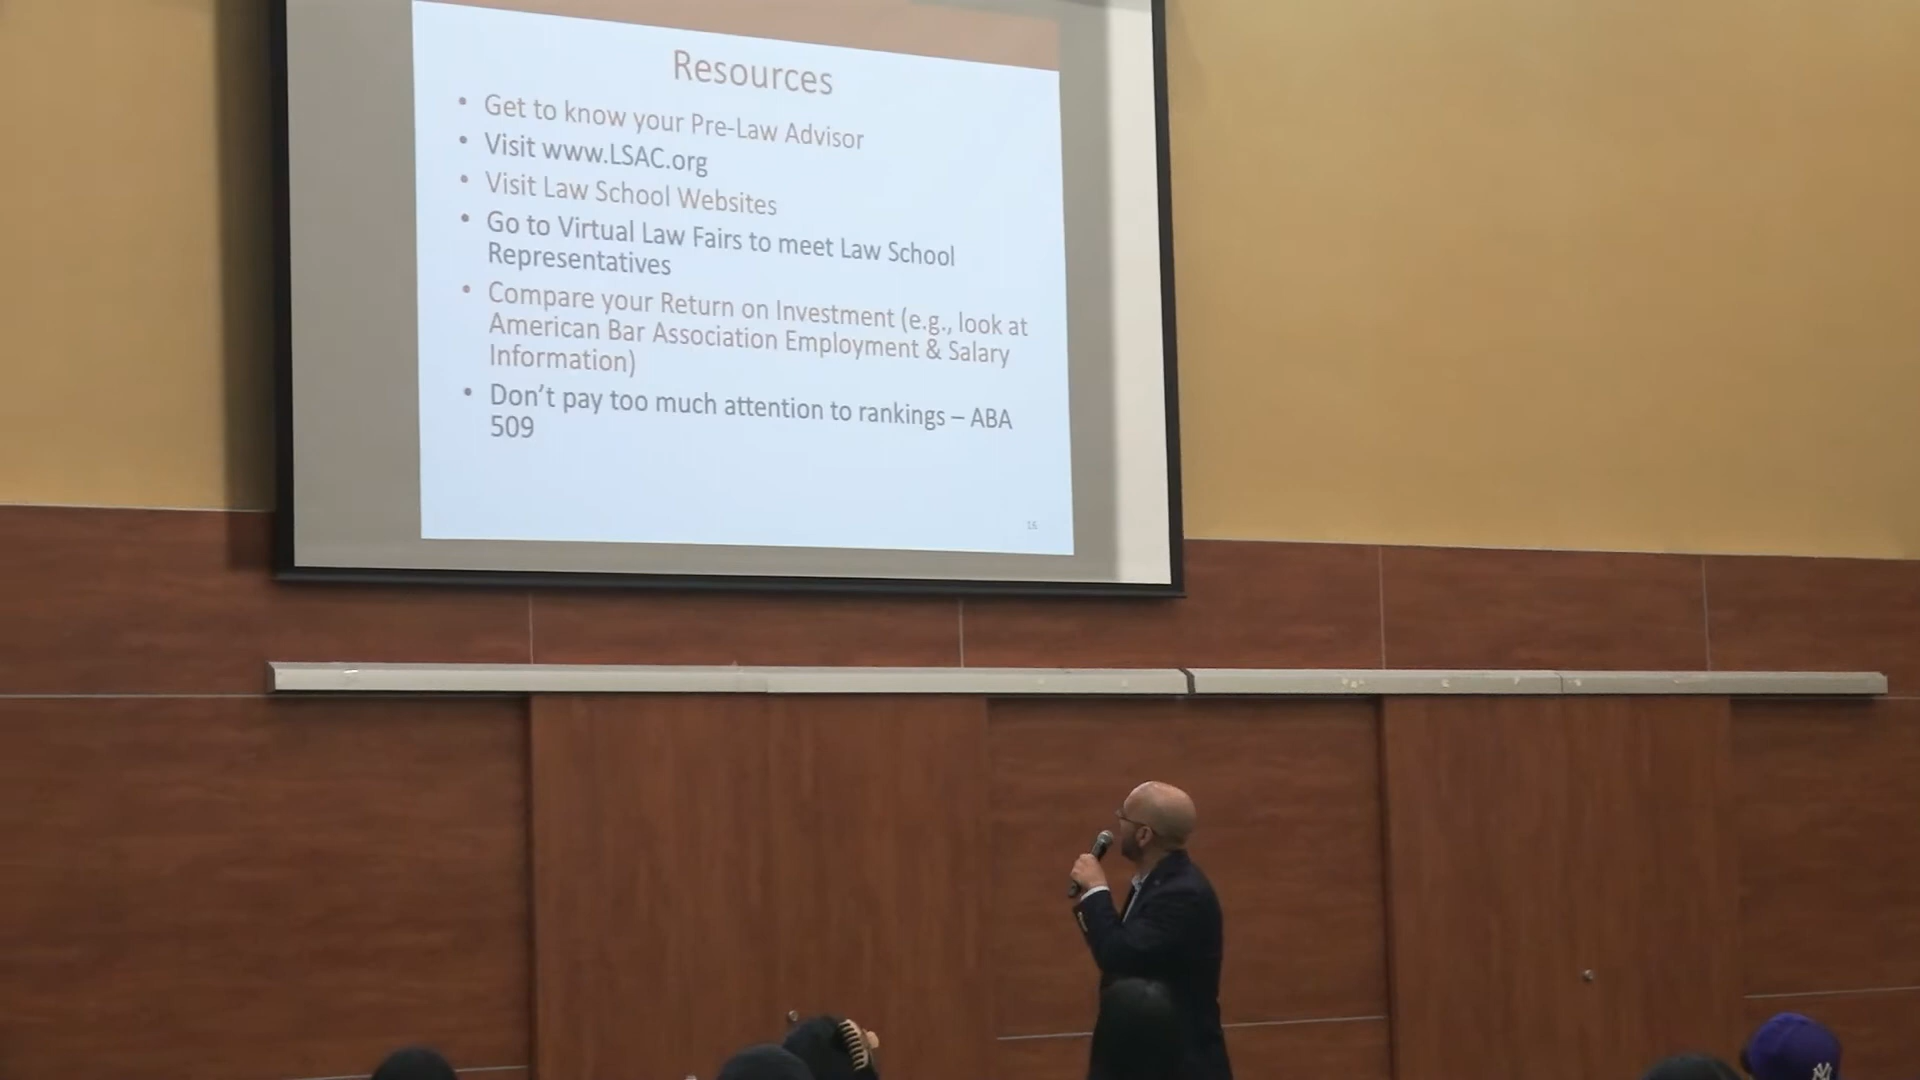 Resources
• Get to know your Pre-Law Advisor
• Visit www.LSAC.org
• Visit Law School Websites
• Go to Virtual Law Fairs to meet Law School
Representatives
• Compare your Return on Investment (e.g., look at
American Bar Association Employment & Salary
Information)
• Don't pay too much attention to rankings – ABA
509
16
NY